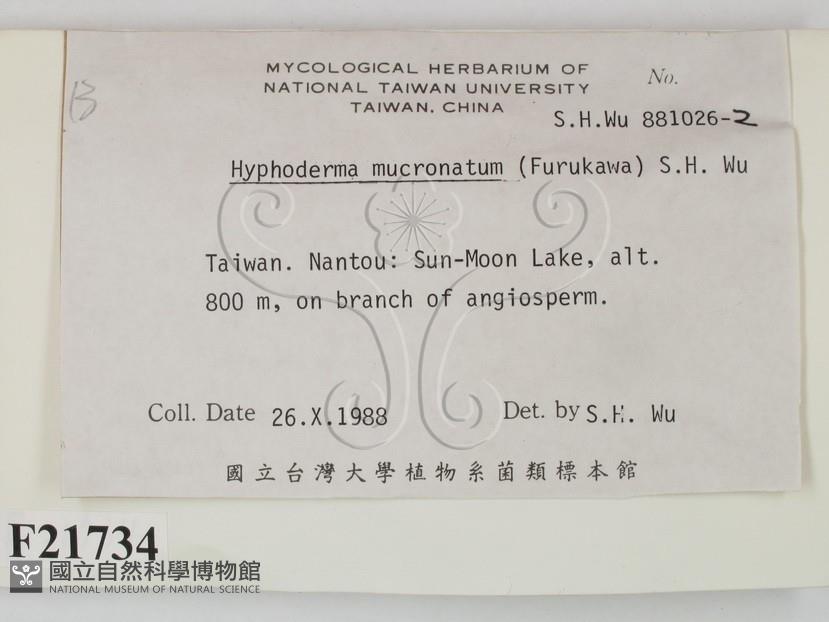 B
MYCOLOGICAL HERBARIUM OF
NATIONAL TAIWAN UNIVERSITY
TAIWAN. CHINA
No.
S.H.Wu 881026-2
Hyphoderma mucronatum (Furukawa) S.H. Wu
Taiwan. Nantou: Sun-Moon Lake, alt.
800 m, on branch of angiosperm.
Coll. Date 26.X.1988 Det. by S.H. Wu
國立台灣大學植物系菌類標本館
F21734
國立自然科學博物館
NATIONAL MUSEUM OF NATURAL SCIENCE